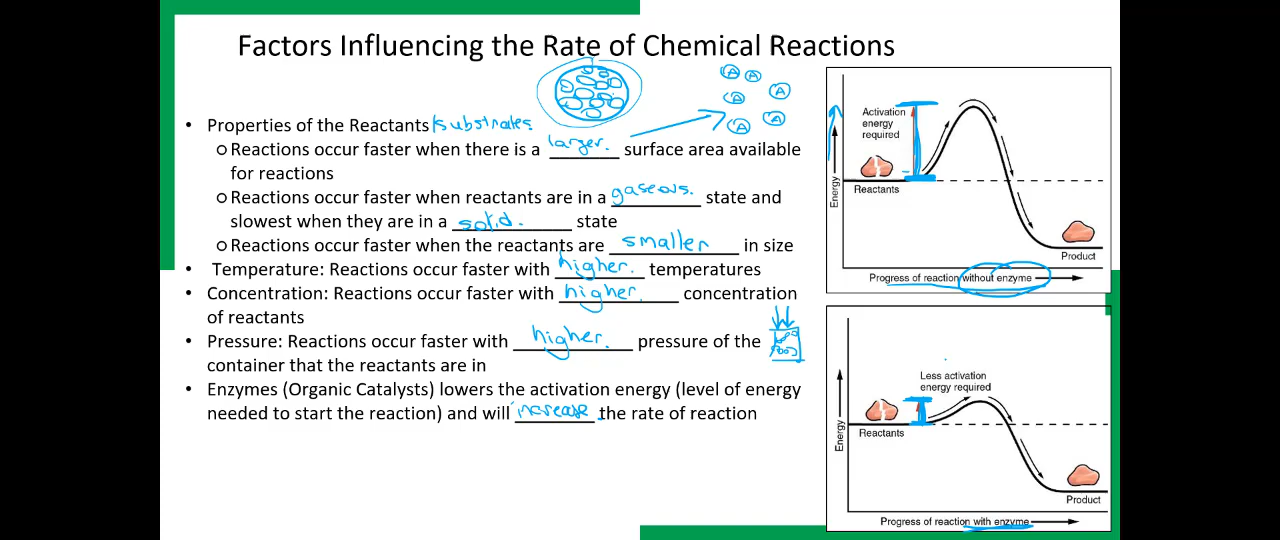 Factors Influencing the Rate of Chemical Reactions
• Properties of the Reactants/substrates.
A A A A A A
o Reactions occur faster when there is a larger. surface area available
for reactions
o Reactions occur faster when reactants are in a gaseous. state and
slowest when they are in a solid. state
o Reactions occur faster when the reactants are smaller in size
• Temperature: Reactions occur faster with higher. temperatures
• Concentration: Reactions occur faster with higher. concentration
of reactants
• Pressure: Reactions occur faster with higher. pressure of the
container that the reactants are in
• Enzymes (Organic Catalysts) lowers the activation energy (level of energy
needed to start the reaction) and will increase the rate of reaction
Activation
energy
required
Reactants
Energy
Product
Progress of reaction without enzyme
Less activation
energy required
Reactants
Energy
Product
Progress of reaction with enzyme